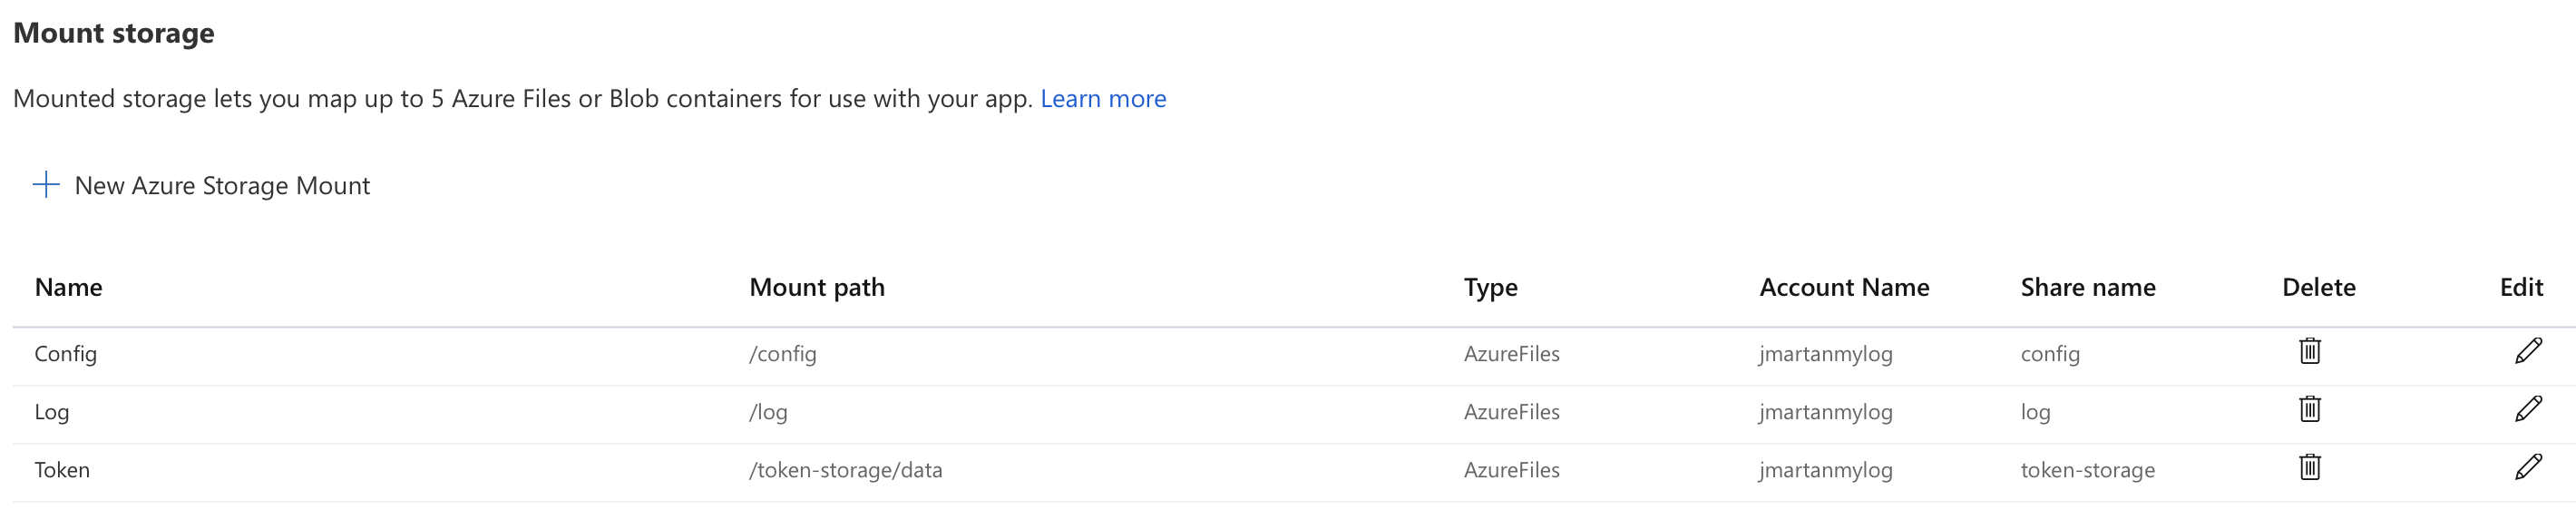 Mount storage
Mounted storage lets you map up to 5 Azure Files or Blob containers for use with your app. Learn more
New Azure Storage Mount
Name Mount path Type Account Name Share name Delete Edit
Config /config AzureFiles jmartanmylog config
Log /log AzureFiles jmartanmylog log
Token /token-storage/data AzureFiles jmartanmylog token-storage